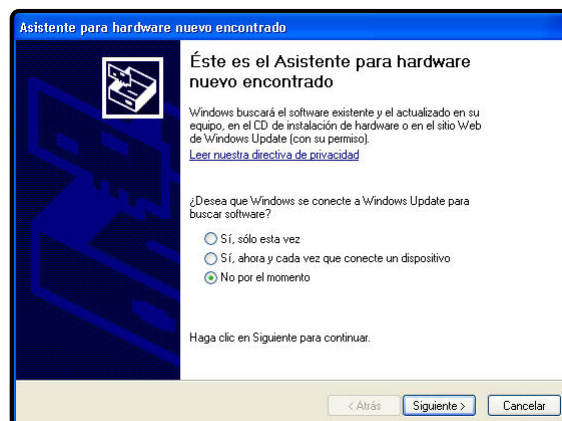 Asistente para hardware nuevo encontrado
Éste es el Asistente para hardware
nuevo encontrado
Windows buscará el software existente y el actualizado en su
equipo, en el CD de instalación de hardware o en el sitio Web
de Windows Update (con su permiso).
Leer nuestra directiva de privacidad
¿Desea que Windows se conecte a Windows Update para
buscar software?
Sí, sólo esta vez
Sí, ahora y cada vez que conecte un dispositivo
No por el momento
Haga clic en Siguiente para continuar.
< Atrás
Siguiente >
Cancelar